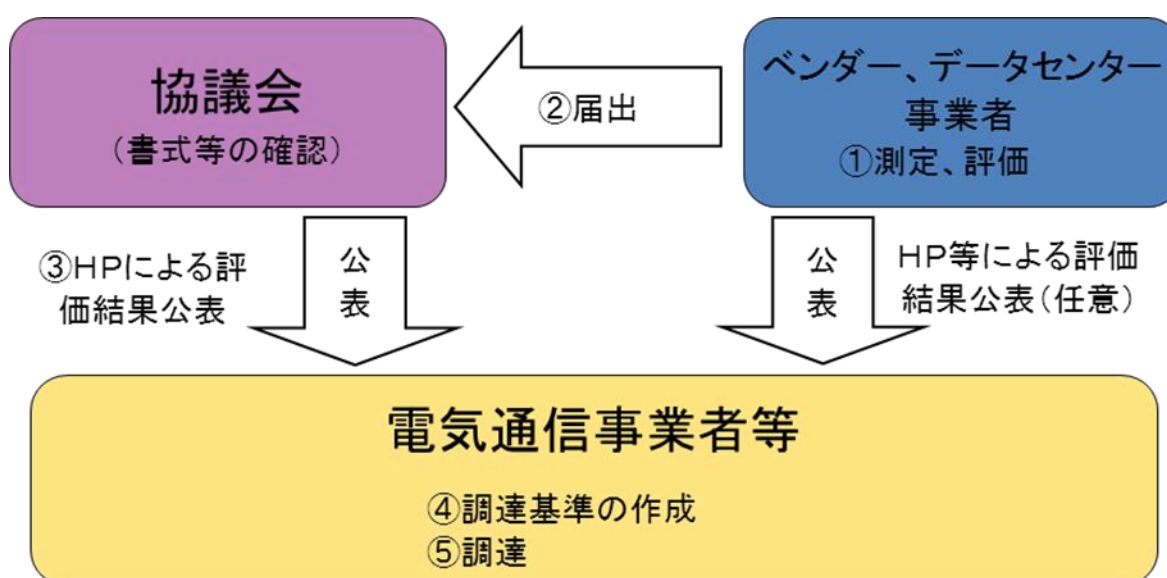 協議会
（書式等の確認）
②届出
ベンダー、データセンター
事業者
①測定、評価
③HPによる評
価結果公表
公
表
公
表
HP等による評価
結果公表（任意）
電気通信事業者等
④調達基準の作成
⑤調達